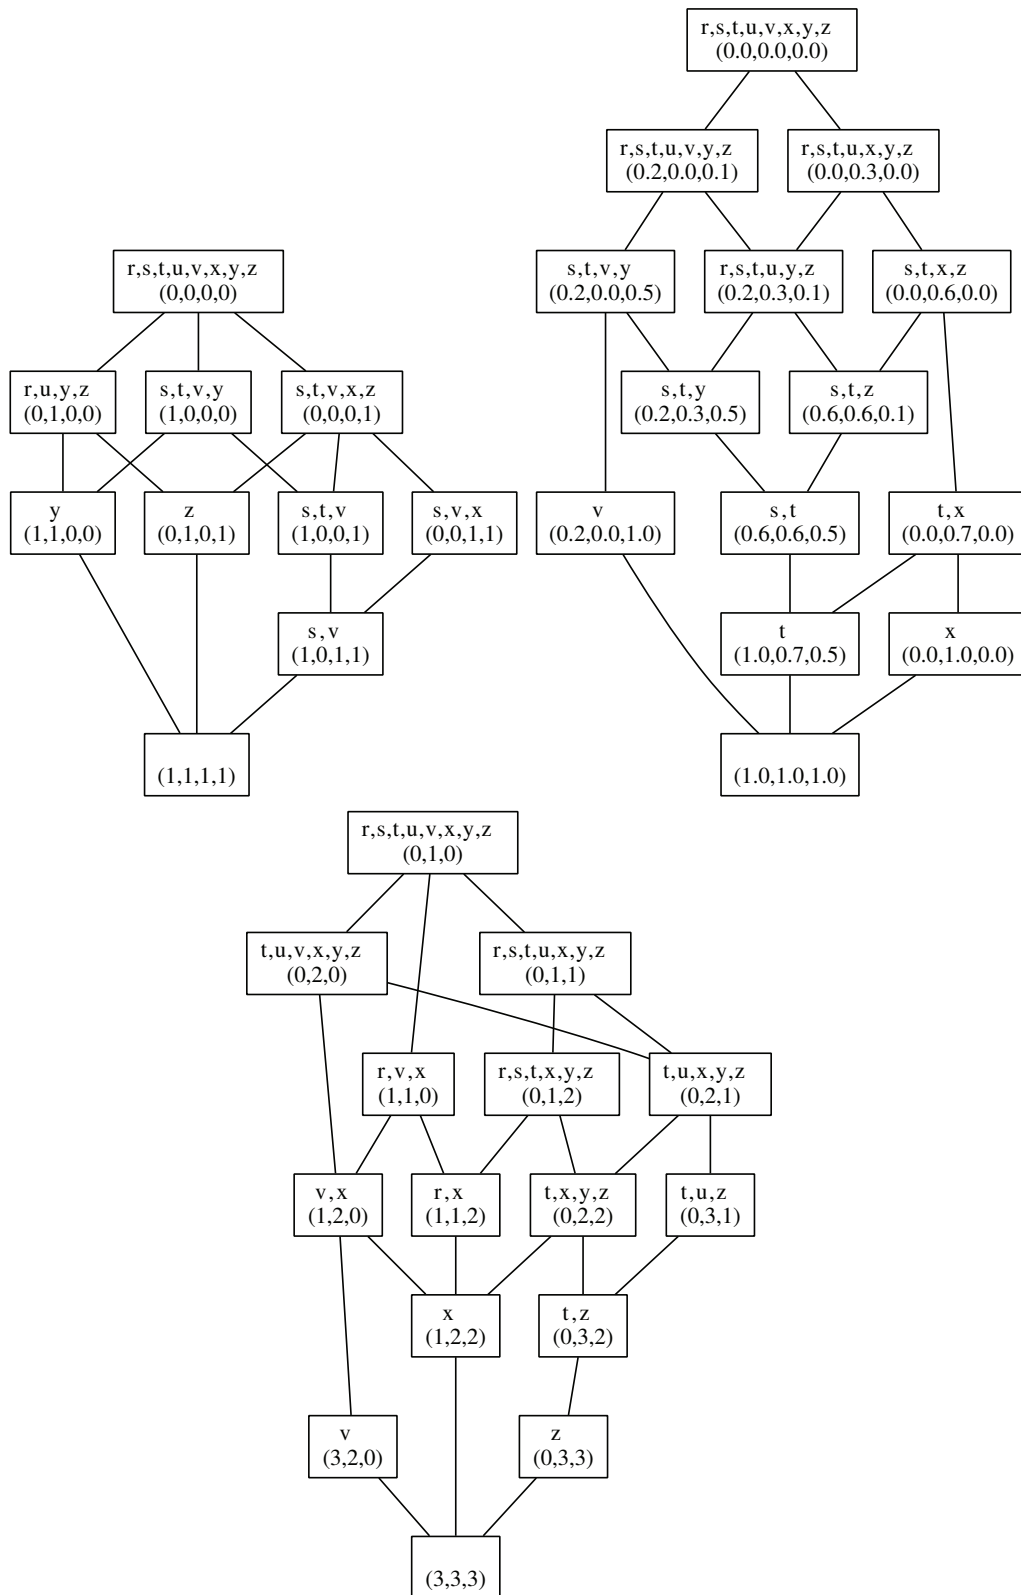 r,s,t,u,v,x,y,z
(0.0,0.0,0.0)
r,s,t,u,v,y,z
(0.2,0.0,0.1)
r,s,t,u,x,y,z
(0.0,0.3,0.0)
s,t,v,y
(0.2,0.0,0.5)
r,s,t,u,y,z
(0.2,0.3,0.1)
s,t,x,z
(0.0,0.6,0.0)
s,t,y
(0.2,0.3,0.5)
s,t,z
(0.6,0.6,0.1)
v
(0.2,0.0,1.0)
s,t
(0.6,0.6,0.5)
t,x
(0.0,0.7,0.0)
t
(1.0,0.7,0.5)
x
(0.0,1.0,0.0)
(1.0,1.0,1.0)
r,s,t,u,v,x,y,z
(0,0,0,0)
r,u,y,z
(0,1,0,0)
s,t,v,y
(1,0,0,0)
s,t,v,x,z
(0,0,0,1)
y
(1,1,0,0)
z
(0,1,0,1)
s,t,v
(1,0,0,1)
s,v,x
(0,0,1,1)
s,v
(1,0,1,1)
(1,1,1,1)
r,s,t,u,v,x,y,z
(0,1,0)
t,u,v,x,y,z
(0,2,0)
r,s,t,u,x,y,z
(0,1,1)
r,v,x
(1,1,0)
r,s,t,x,y,z
(0,1,2)
t,u,x,y,z
(0,2,1)
v,x
(1,2,0)
r,x
(1,1,2)
t,x,y,z
(0,2,2)
t,u,z
(0,3,1)
x
(1,2,2)
t,z
(0,3,2)
v
(3,2,0)
z
(0,3,3)
(3,3,3)